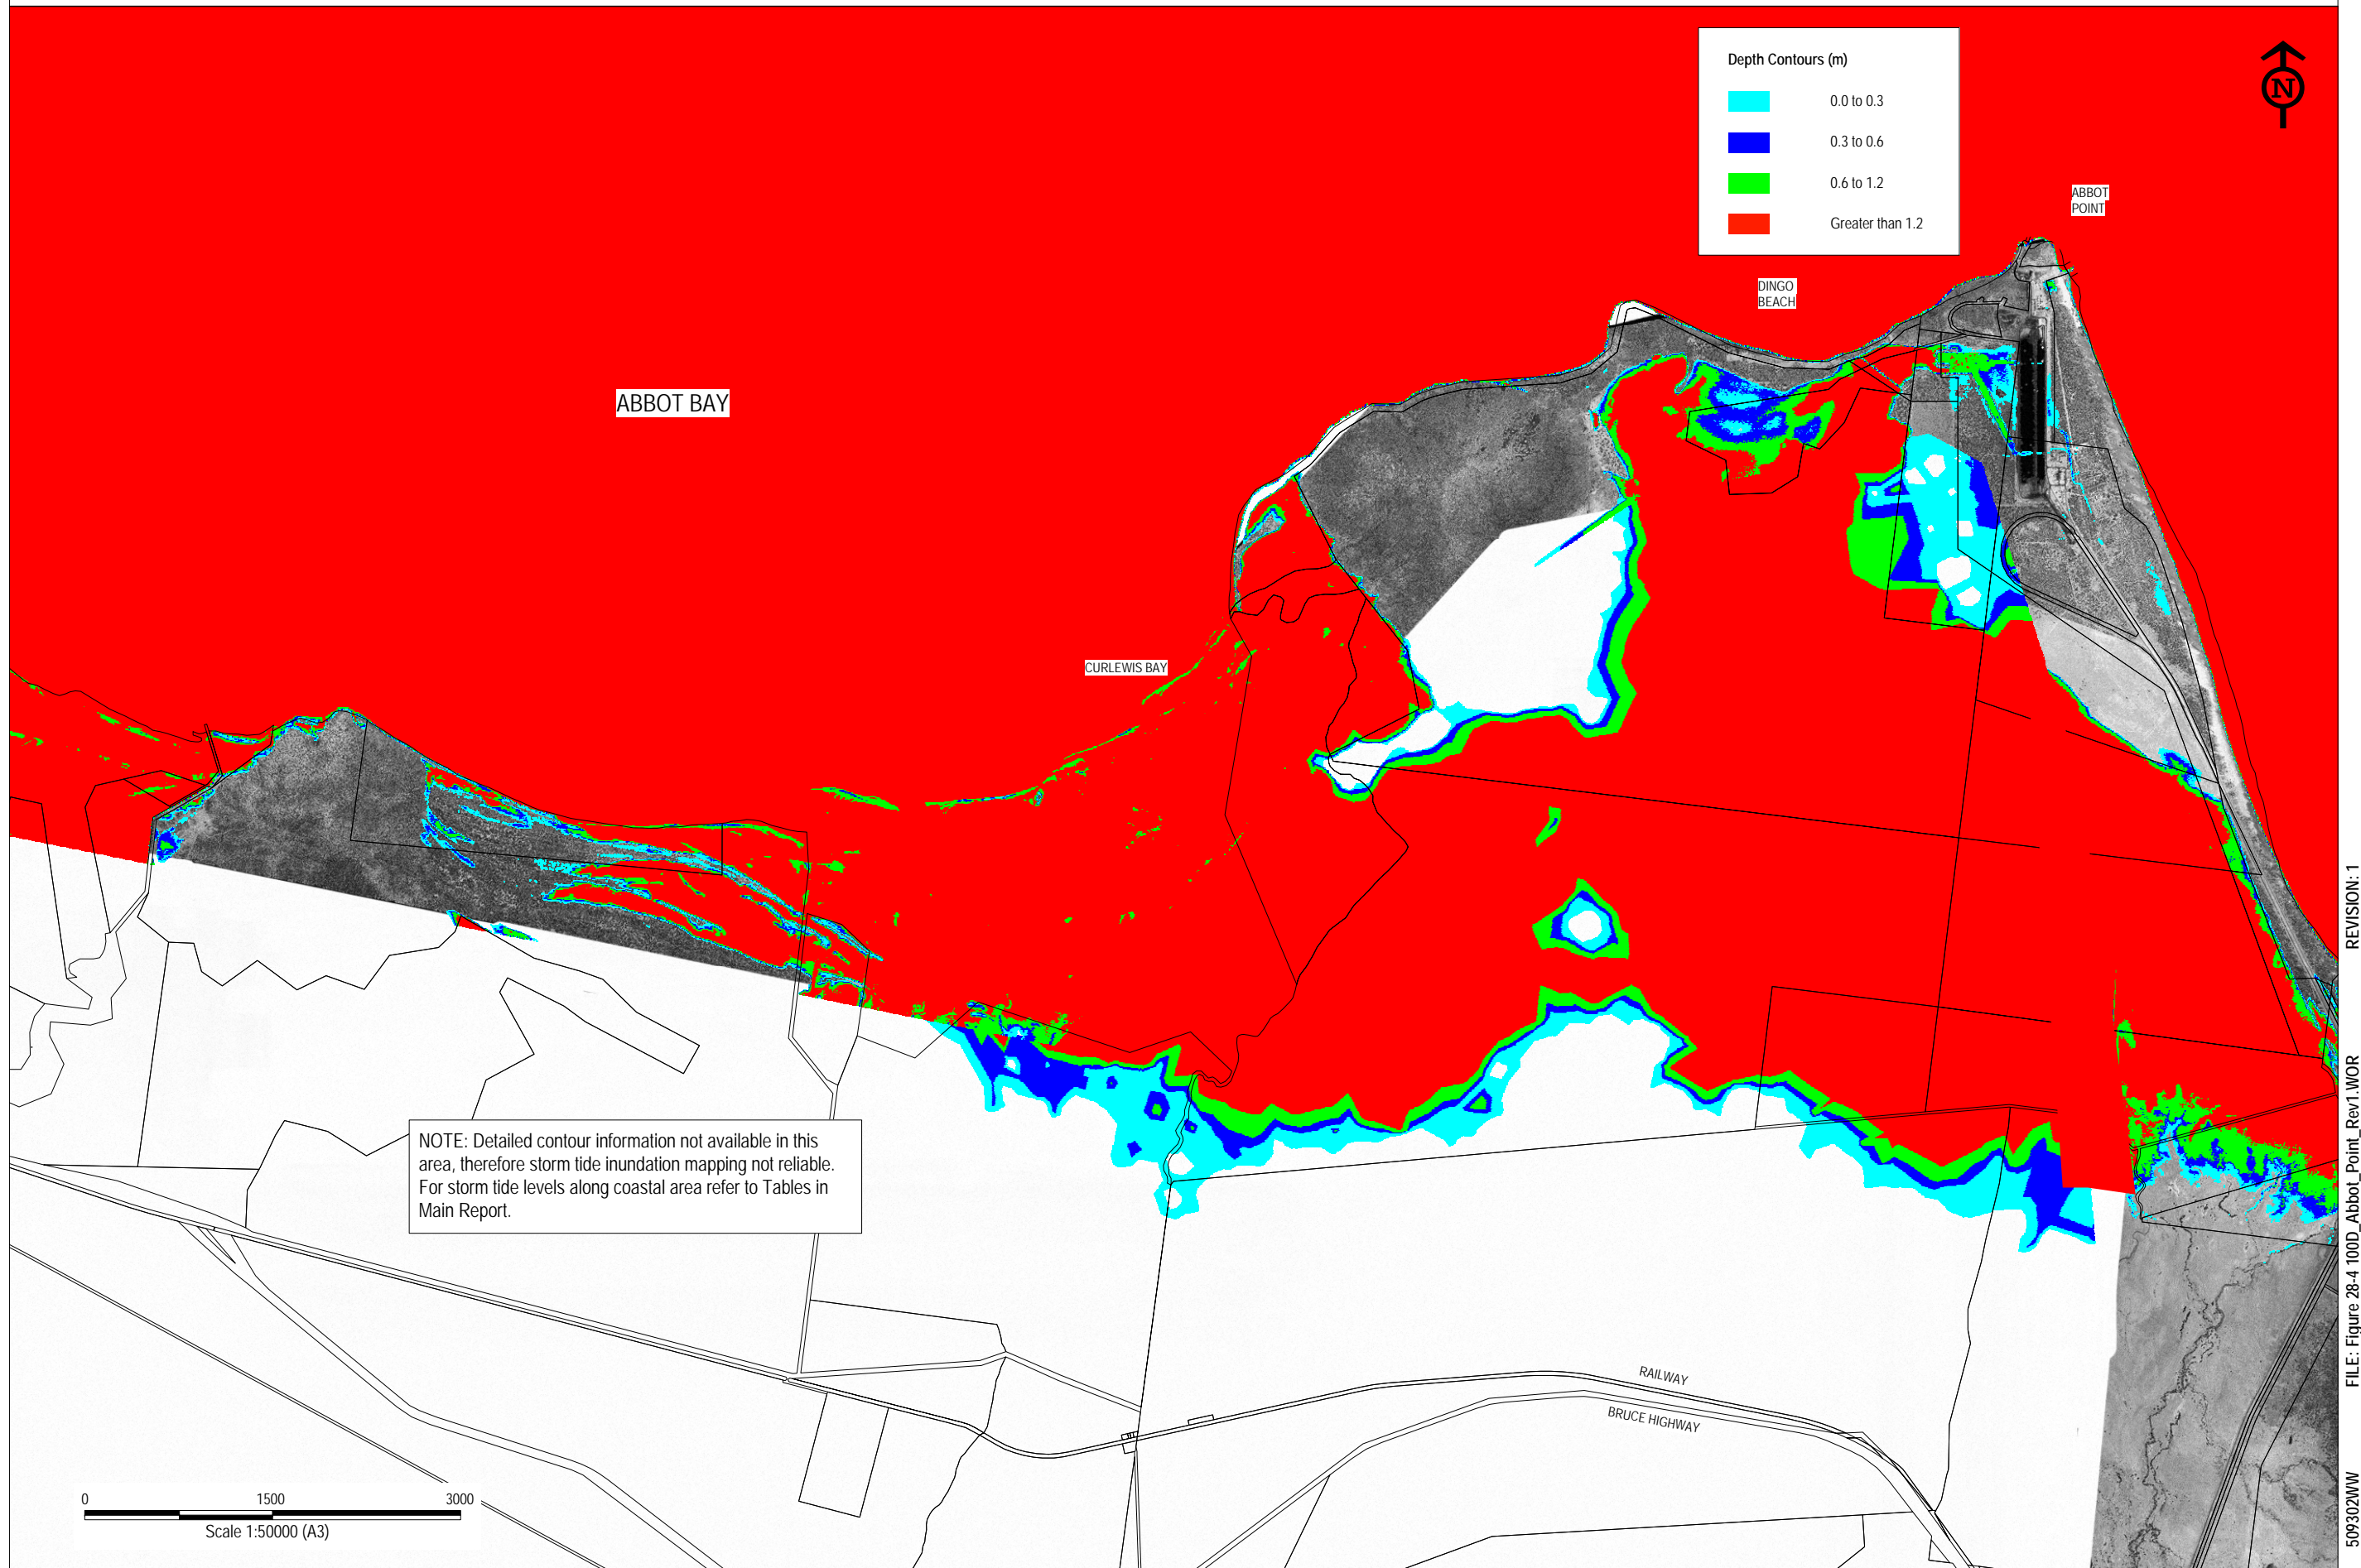 Depth Contours (m)
0.0 to 0.3
0.3 to 0.6
0.6 to 1.2
Greater than 1.2
N
ABBOT
POINT
DINGO
BEACH
ABBOT BAY
CURLEWIS BAY
NOTE: Detailed contour information not available in this
area, therefore storm tide inundation mapping not reliable.
For storm tide levels along coastal area refer to Tables in
Main Report.
RAILWAY
BRUCE HIGHWAY
0 1500 3000
Scale 1:50000 (A3)
509302WW FILE: Figure 28-4 100D_Abbot_Point_Rev1.WOR REVISION: 1